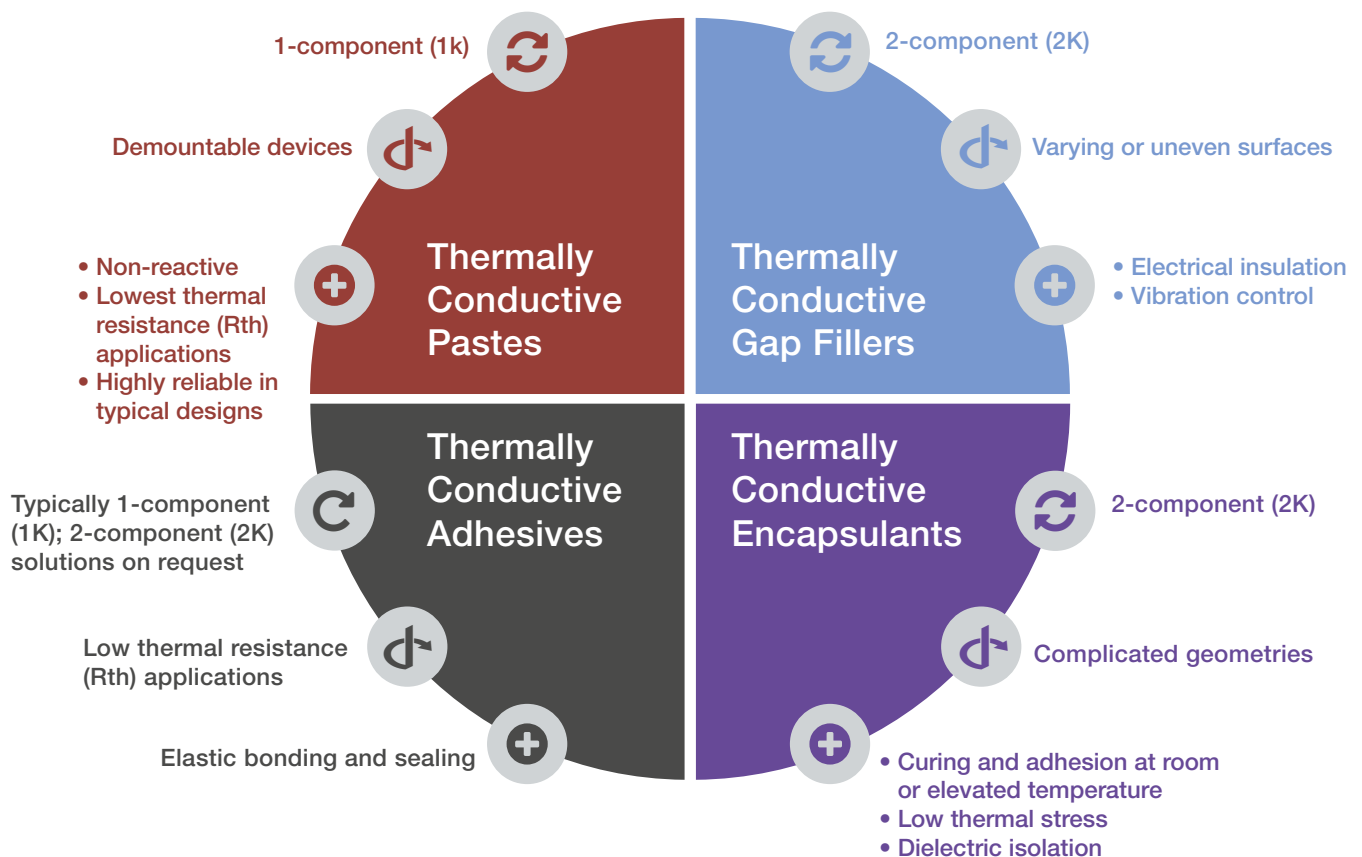 1-component (1k)
Demountable devices
• Non-reactive
• Lowest thermal
resistance (Rth)
applications
• Highly reliable in
typical designs
Thermally
Conductive
Pastes
2-component (2K)
Varying or uneven surfaces
• Electrical insulation
• Vibration control
Thermally
Conductive
Gap Fillers
Thermally
Conductive
Adhesives
Typically 1-component
(1K); 2-component (2K)
solutions on request
Low thermal resistance
(Rth) applications
Elastic bonding and sealing
Thermally
Conductive
Encapsulants
2-component (2K)
Complicated geometries
• Curing and adhesion at room
or elevated temperature
• Low thermal stress
• Dielectric isolation